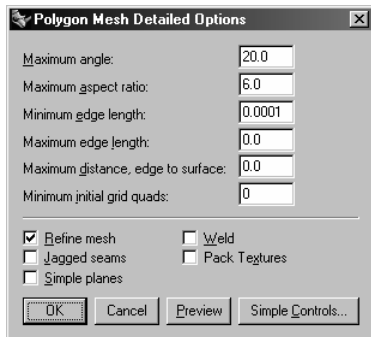 Polygon Mesh Detailed Options
Maximum angle: 20.0
Maximum aspect ratio: 6.0
Minimum edge length: 0.0001
Maximum edge length: 0.0
Maximum distance, edge to surface: 0.0
Minimum initial grid quads: 0
Refine mesh Weld
Jagged seams Pack Textures
Simple planes
OK Cancel Preview Simple Controls...